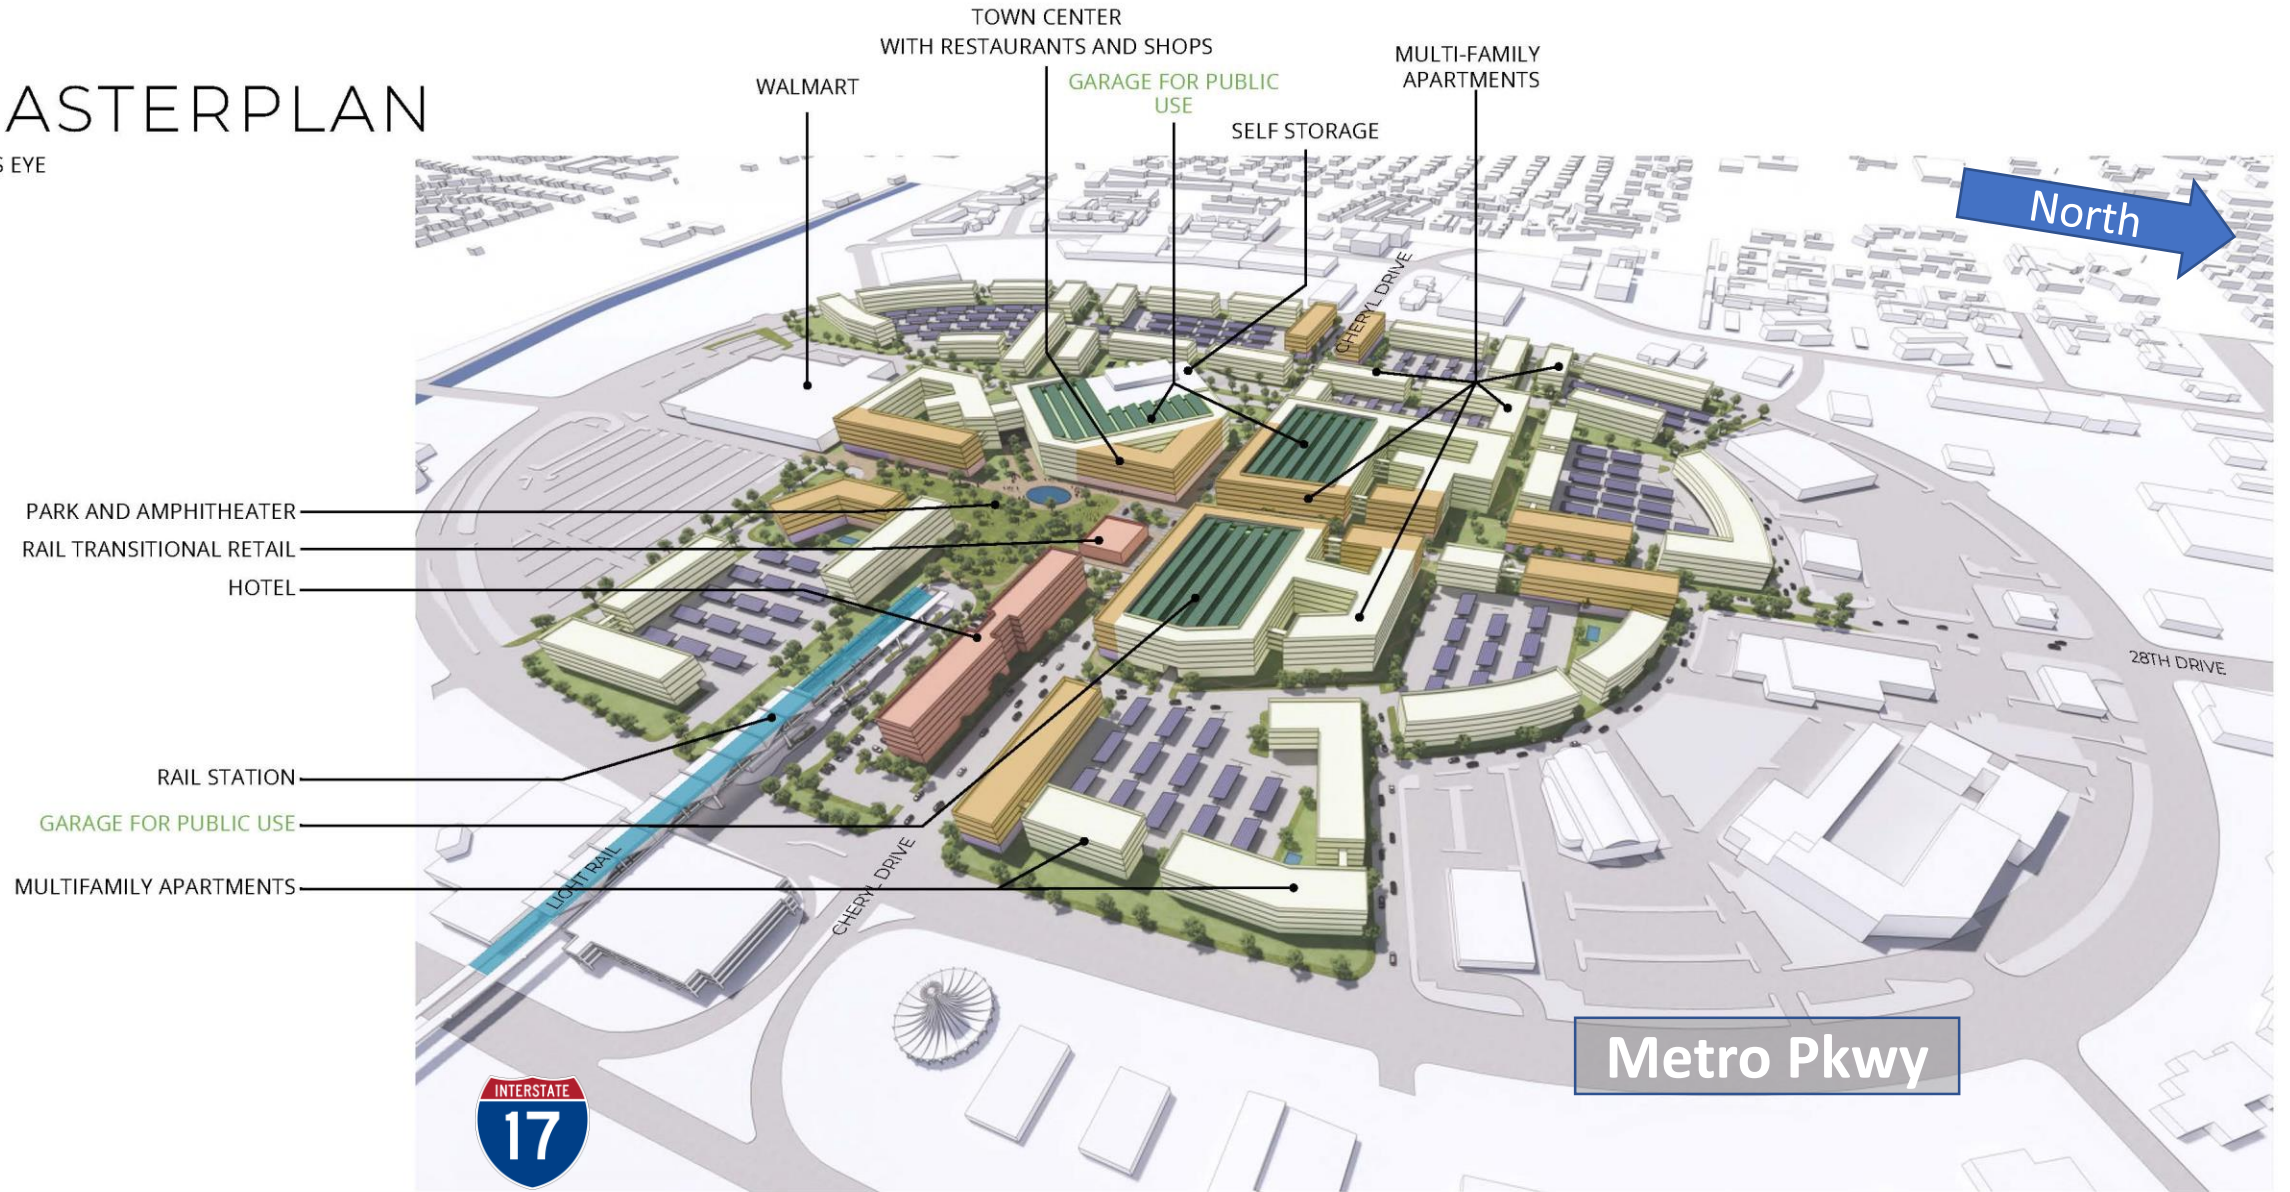 TOWN CENTER
WITH RESTAURANTS AND SHOPS
MULTI-FAMILY
APARTMENTS
WALMART
GARAGE FOR PUBLIC
USE
SELF STORAGE
ASTERPLAN
S EYE
North
CHERYL DRIVE
PARK AND AMPHITHEATER
RAIL TRANSITIONAL RETAIL
HOTEL
28TH DRIVE
RAIL STATION
GARAGE FOR PUBLIC USE
MULTIFAMILY APARTMENTS
LIGHT RAIL
CHERYL DRIVE
Metro Pkwy
INTERSTATE
17